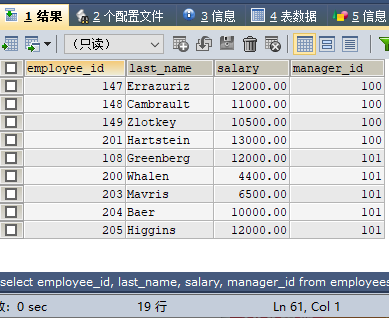 1 结果 2 个配置文件 3 信息 4 表数据 5 信息
（只读）
employee_id last_name salary manager_id
147 Errazuriz 12000.00 100
148 Cambrault 11000.00 100
149 Zlotkey 10500.00 100
201 Hartstein 13000.00 100
108 Greenberg 12000.00 101
200 Whalen 4400.00 101
203 Mavris 6500.00 101
204 Baer 10000.00 101
205 Higgins 12000.00 101
select employee_id, last_name, salary, manager_id from employees
: 0 sec 19 行 Ln 61, Col 1